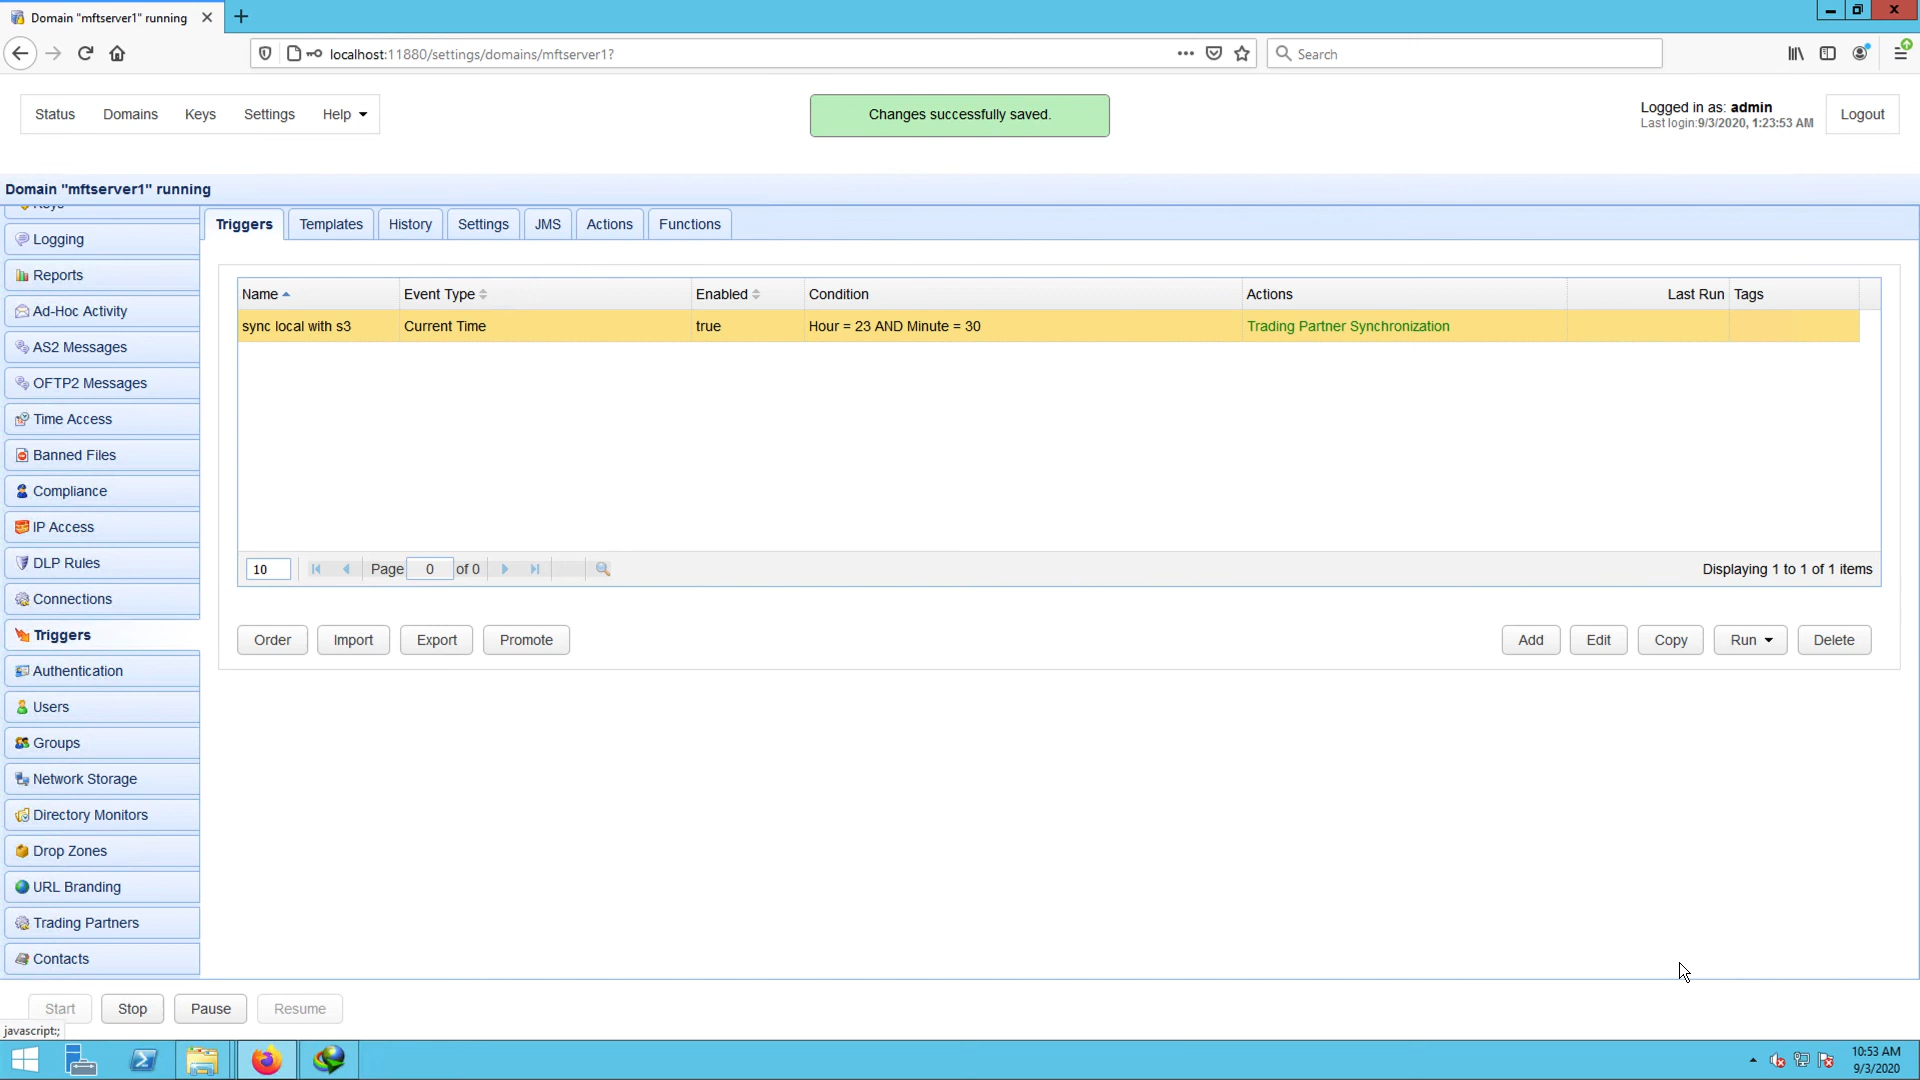 Domain "mftserver1" running
localhost:11880/settings/domains/mftserver1?
Search
Status Domains Keys Settings Help
Changes successfully saved.
Logged in as: admin
Last login:9/3/2020, 1:23:53 AM
Logout
Domain "mftserver1" running
Keys
Logging
Reports
Ad-Hoc Activity
AS2 Messages
OFTP2 Messages
Time Access
Banned Files
Compliance
IP Access
DLP Rules
Connections
Triggers
Authentication
Users
Groups
Network Storage
Directory Monitors
Drop Zones
URL Branding
Trading Partners
Contacts
Triggers Templates History Settings JMS Actions Functions
Name Event Type Enabled Condition Actions Last Run Tags
sync local with s3 Current Time true Hour = 23 AND Minute = 30 Trading Partner Synchronization
10 Page 0 of 0 Displaying 1 to 1 of 1 items
Order Import Export Promote Add Edit Copy Run Delete
Start Stop Pause Resume
javascript:;
10:53 AM
9/3/2020